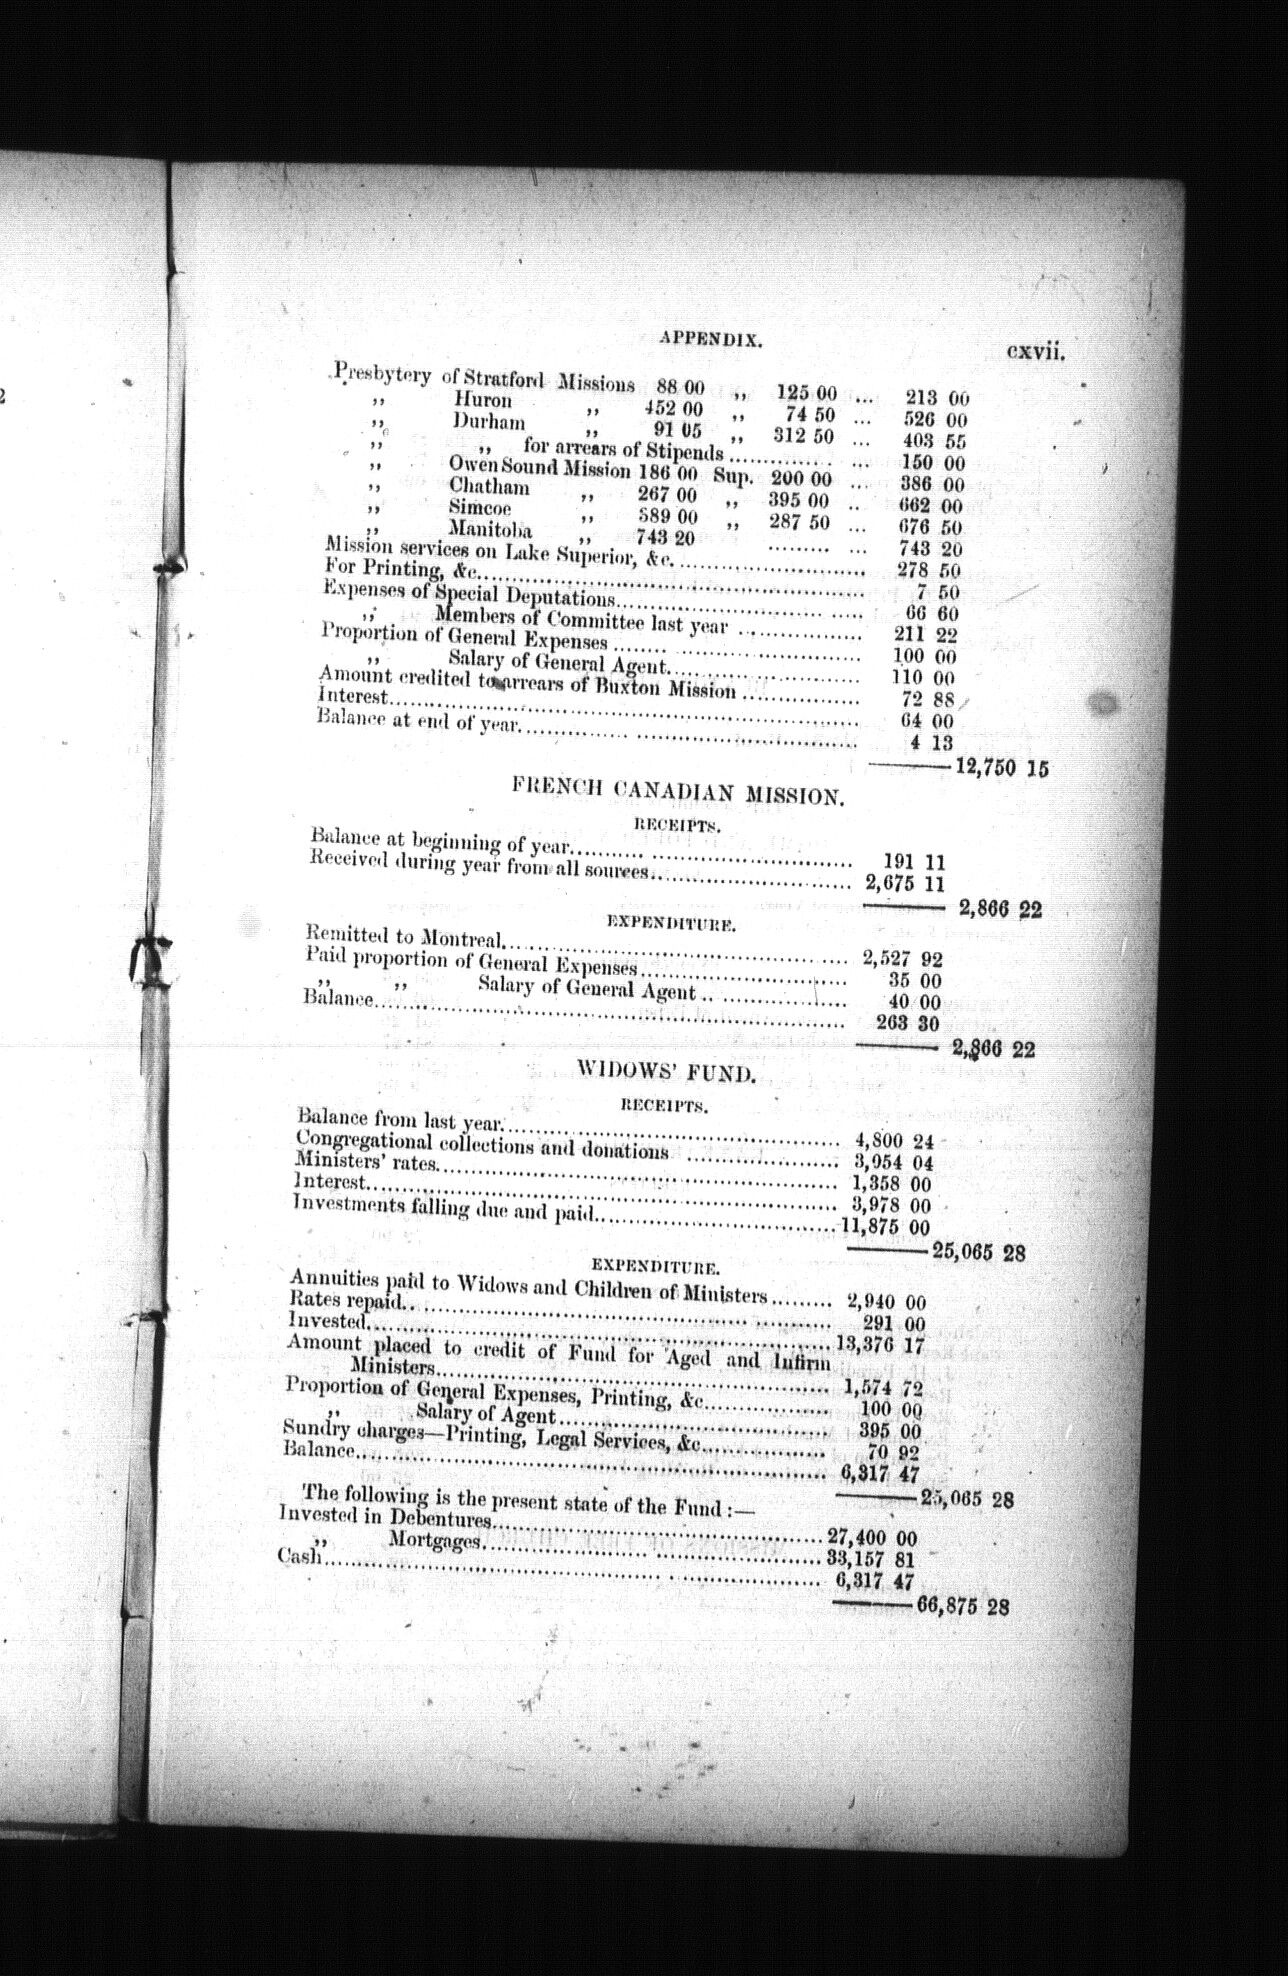 2
APPENDIX.
cxvii.
Presbytery of Stratford Missions 88 00 ,, 125 00 ... 213 00
,, Huron ,, 452 00 ,, 74 50 ... 526 00
,, Durham ,, 91 05 ,, 312 50 ... 403 55
,, ,, for arrears of Stipends ............ ... 150 00
,, Owen Sound Mission 186 00 Sup. 200 00 ... 386 00
,, Chatham ,, 267 00 ,, 395 00 .. 662 00
,, Simcoe ,, 389 00 ,, 287 50 ... 676 50
,, Manitoba ,, 743 20 ......... ... 743 20
Mission services on Lake Superior, &c. ........................ 278 50
For Printing, &c. ........................ 7 50
Expenses of Special Deputations ........................ 66 60
,, Members of Committee last year ................ 211 22
Proportion of General Expenses ........................ 100 00
,, Salary of General Agent ........................ 110 00
Amount credited to arrears of Buxton Mission ................ 72 88
Interest ........................ 64 00
Balance at end of year ........................ 4 13
12,750 15
FRENCH CANADIAN MISSION.
RECEIPTS.
Balance at beginning of year ........................ 191 11
Received during year from all sources ........................ 2,675 11
2,866 22
EXPENDITURE.
Remitted to Montreal ........................ 2,527 92
Paid proportion of General Expenses ........................ 35 00
,, ,, Salary of General Agent .................. 40 00
Balance ........................ 263 30
2,866 22
WIDOWS' FUND.
RECEIPTS.
Balance from last year ........................ 4,800 24
Congregational collections and donations ..................... 3,954 04
Ministers' rates ........................ 1,358 00
Interest ........................ 3,978 00
Investments falling due and paid ........................ 11,875 00
25,065 28
EXPENDITURE.
Annuities paid to Widows and Children of Ministers ......... 2,940 00
Rates repaid ........................ 291 00
Invested ........................ 13,376 17
Amount placed to credit of Fund for Aged and Infirm
Ministers ........................ 1,574 72
Proportion of General Expenses, Printing, &c. .................. 100 00
,, Salary of Agent ........................ 395 00
Sundry charges—Printing, Legal Services, &c. .................. 70 92
Balance ........................ 6,317 47
25,065 28
The following is the present state of the Fund :—
Invested in Debentures ........................ 27,400 00
,, Mortgages ........................ 33,157 81
Cash ........................ 6,317 47
66,875 28